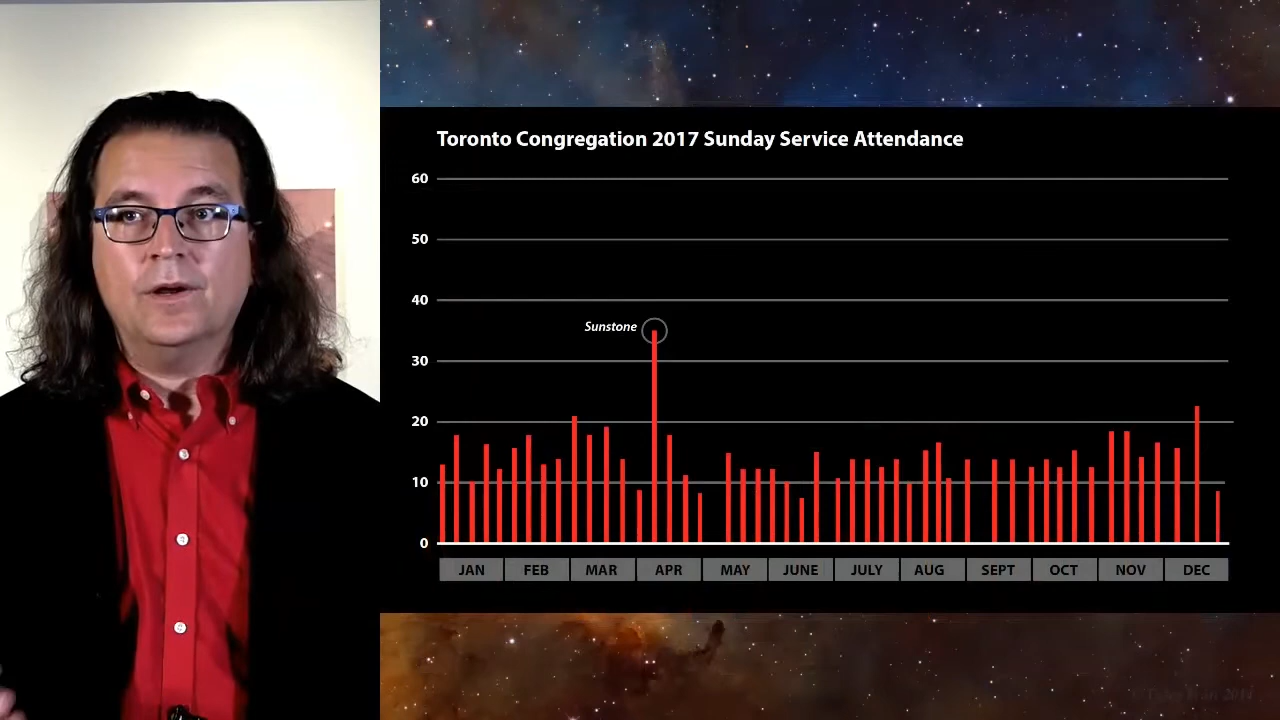 Toronto Congregation 2017 Sunday Service Attendance
60
50
40
Sunstone
30
20
10
0
JAN FEB MAR APR MAY JUNE JULY AUG SEPT OCT NOV DEC